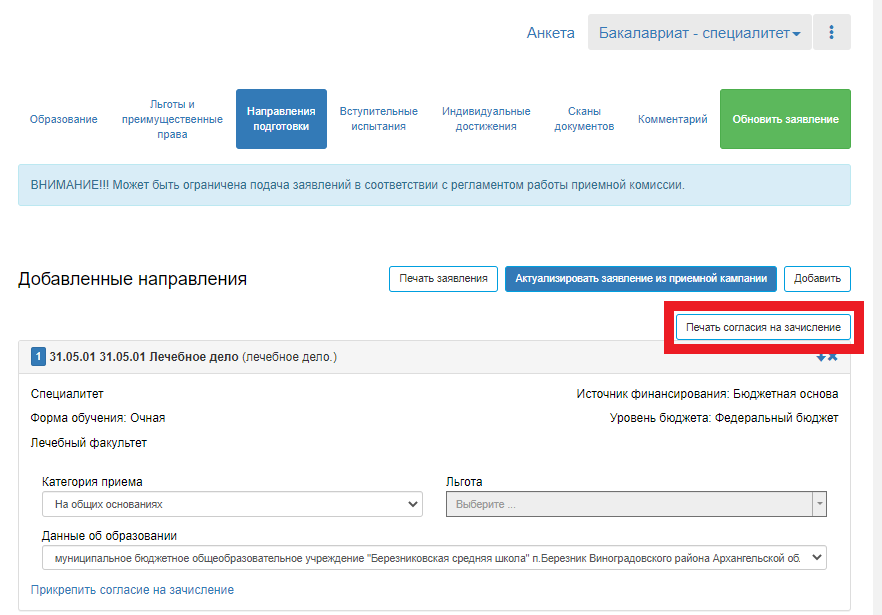 Анкета
Бакалавриат - специалитет
Образование
Льготы и
преимущественные
права
Направления
подготовки
Вступительные
испытания
Индивидуальные
достижения
Сканы
документов
Комментарий
Обновить заявление
ВНИМАНИЕ!!! Может быть ограничена подача заявлений в соответствии с регламентом работы приемной комиссии.
Добавленные направления
Печать заявления
Актуализировать заявление из приемной кампании
Добавить
Печать согласия на зачисление
1 31.05.01 31.05.01 Лечебное дело (лечебное дело.)
Специалитет
Источник финансирования: Бюджетная основа
Форма обучения: Очная
Уровень бюджета: Федеральный бюджет
Лечебный факультет
Категория приема
Льгота
На общих основаниях
Выберите ...
Данные об образовании
муниципальное бюджетное общеобразовательное учреждение "Березниковская средняя школа" п.Березник Виноградовского района Архангельской об.
Прикрепить согласие на зачисление